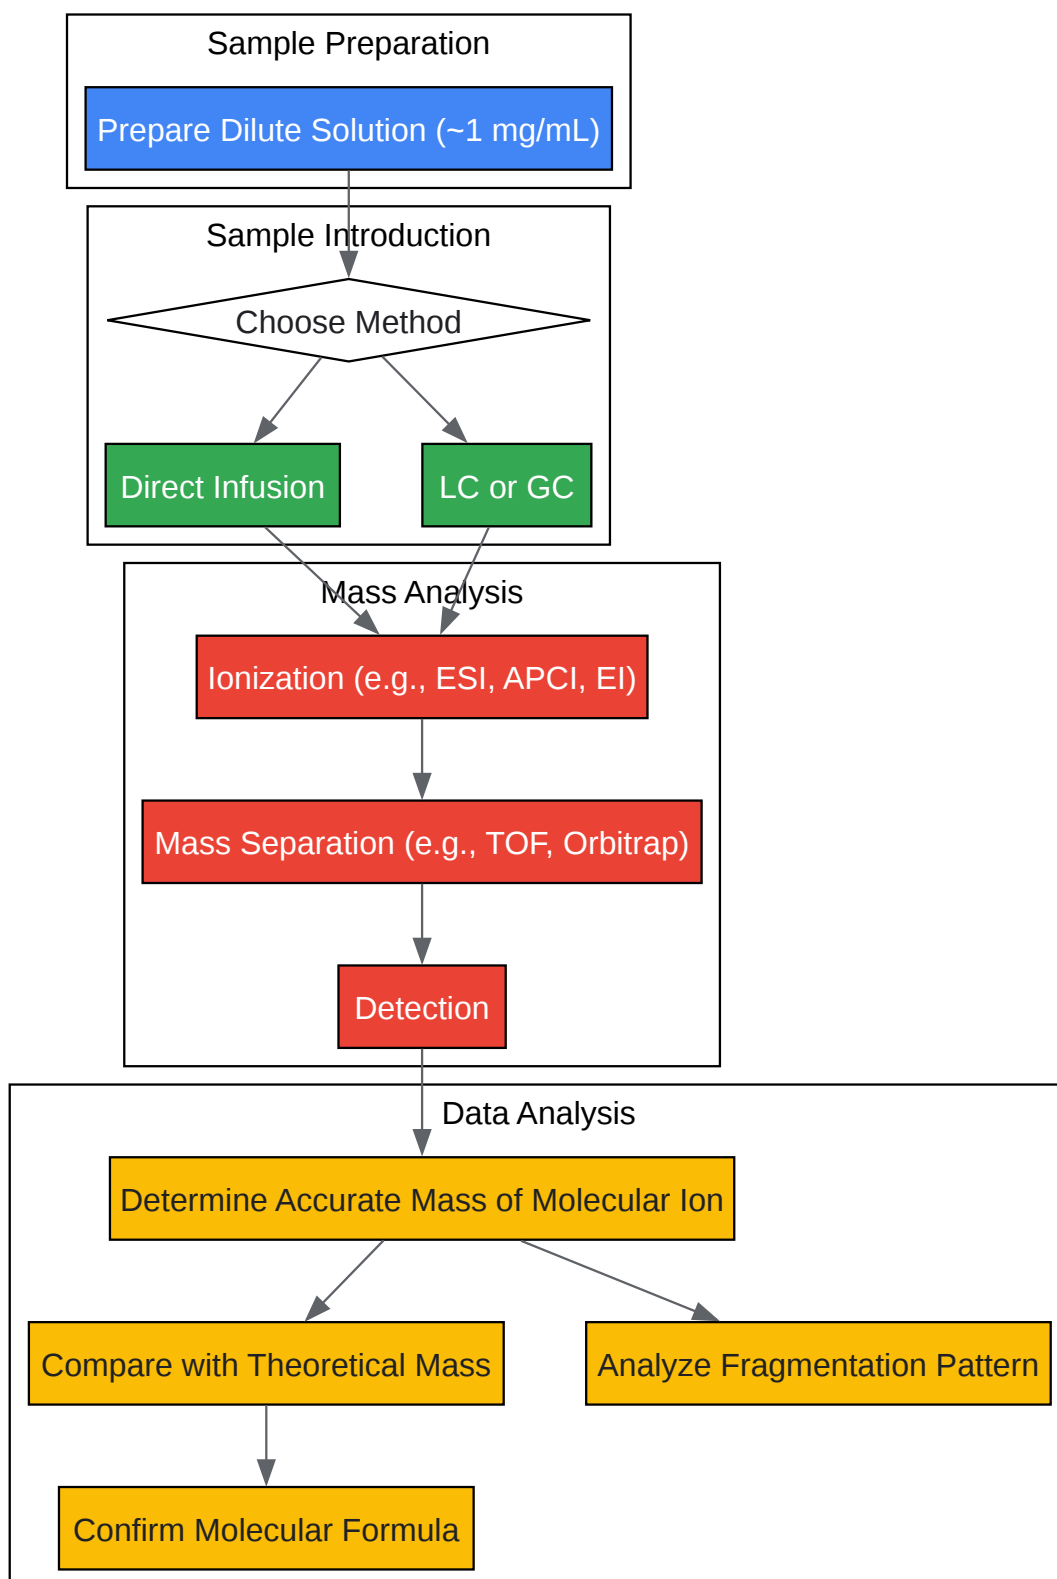 Sample Preparation
Prepare Dilute Solution (~1 mg/mL)
Sample Introduction
Choose Method
Direct Infusion
LC or GC
Mass Analysis
Ionization (e.g., ESI, APCI, EI)
Mass Separation (e.g., TOF, Orbitrap)
Detection
Data Analysis
Determine Accurate Mass of Molecular Ion
Compare with Theoretical Mass
Analyze Fragmentation Pattern
Confirm Molecular Formula